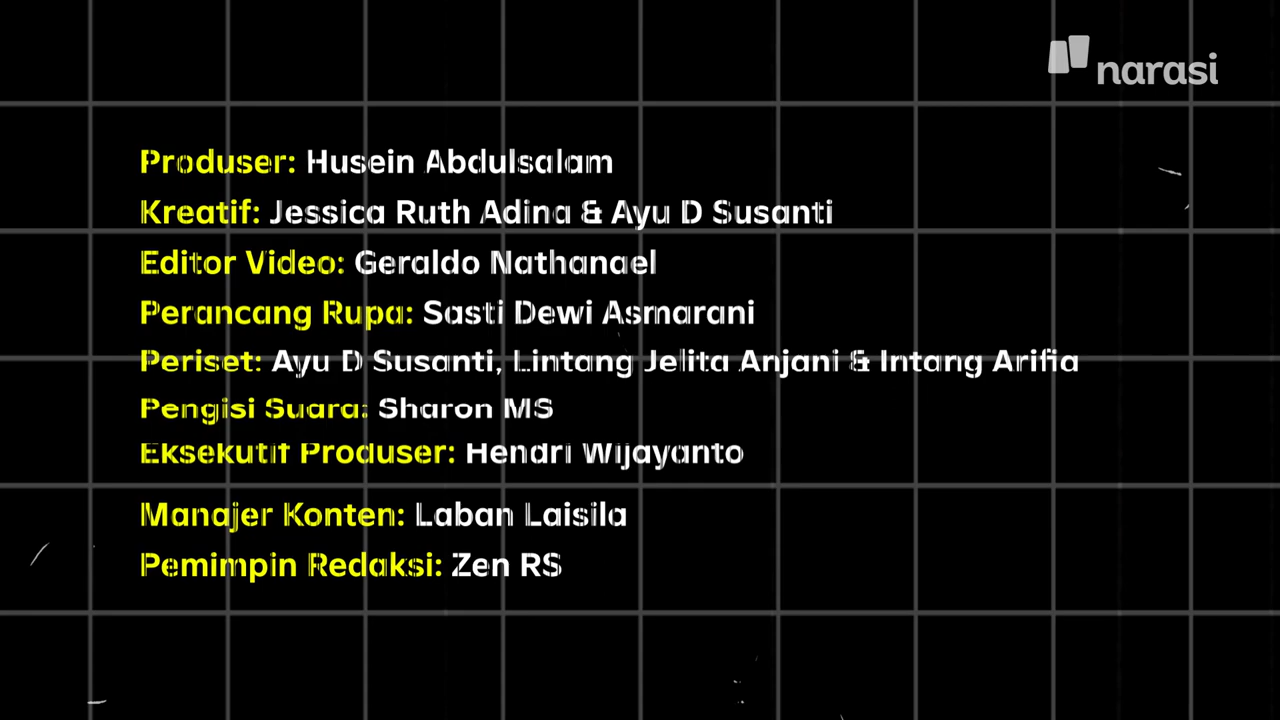 narasi
Produser: Husein Abdulsalam
Kreatif: Jessica Ruth Adina & Ayu D Susanti
Editor Video: Geraldo Nathanael
Perancang Rupa: Sasti Dewi Asmarani
Periset: Ayu D Susanti, Lintang Jelita Anjani & Intang Arifia
Pengisi Suara: Sharon MS
Eksekutif Produser: Hendri Wijayanto
Manajer Konten: Laban Laisila
Pemimpin Redaksi: Zen RS